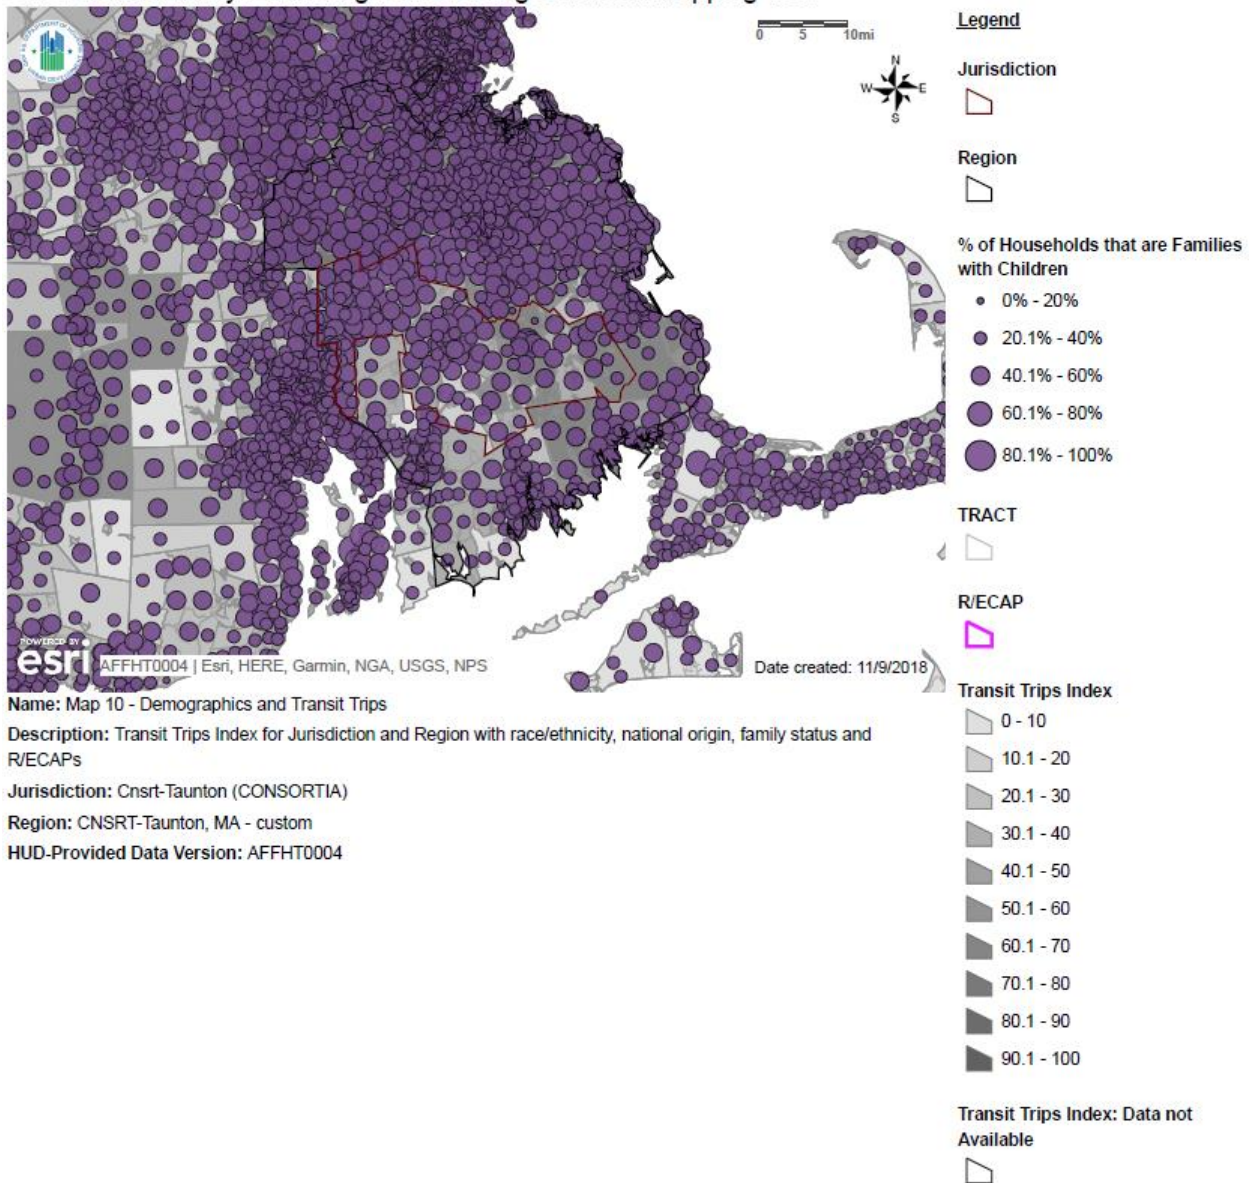 0 5 10mi
N
W E
S
POWERED BY
esri
AFFHT0004 | Esri, HERE, Garmin, NGA, USGS, NPS
Date created: 11/9/2018
Name: Map 10 - Demographics and Transit Trips
Description: Transit Trips Index for Jurisdiction and Region with race/ethnicity, national origin, family status and
R/ECAPs
Jurisdiction: Cnsrt-Taunton (CONSORTIA)
Region: CNSRT-Taunton, MA - custom
HUD-Provided Data Version: AFFHT0004
Legend
Jurisdiction
Region
% of Households that are Families
with Children
0% - 20%
20.1% - 40%
40.1% - 60%
60.1% - 80%
80.1% - 100%
TRACT
R/ECAP
Transit Trips Index
0 - 10
10.1 - 20
20.1 - 30
30.1 - 40
40.1 - 50
50.1 - 60
60.1 - 70
70.1 - 80
80.1 - 90
90.1 - 100
Transit Trips Index: Data not
Available